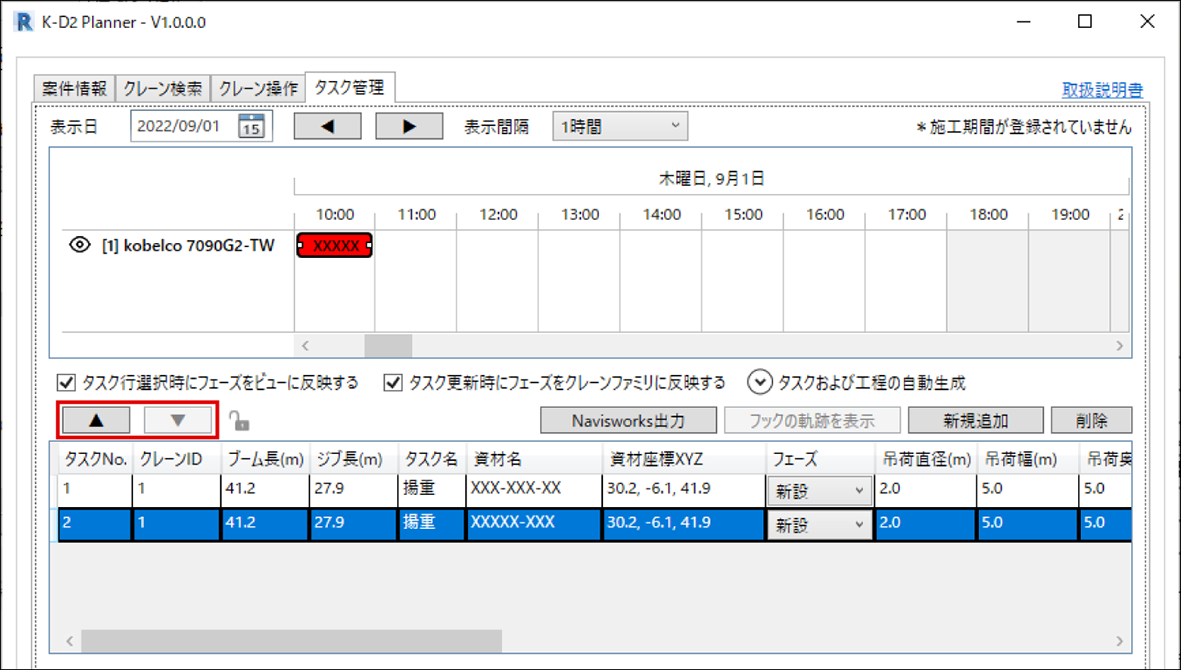 K-D2 Planner - V1.0.0.0
案件情報 クレーン検索 クレーン操作 タスク管理 取扱説明書
表示日 2022/09/01 15 ◀ ▶ 表示間隔 1時間 *施工期間が登録されていません
木曜日, 9月1日
10:00 11:00 12:00 13:00 14:00 15:00 16:00 17:00 18:00 19:00 2
[1] kobelco 7090G2-TW XXXXX
タスク行選択時にフェーズをビューに反映する タスク更新時にフェーズをクレーンファミリに反映する タスクおよび工程の自動生成
▲ ▼ Navisworks出力 フックの軌跡を表示 新規追加 削除
タスクNo. クレーンID ブーム長(m) ジブ長(m) タスク名 資材名 資材座標XYZ フェーズ 吊荷直径(m) 吊荷幅(m) 吊荷奥
1 1 41.2 27.9 揚重 XXX-XXX-XX 30.2, -6.1, 41.9 新設 2.0 5.0 5.0
2 1 41.2 27.9 揚重 XXXXX-XXX 30.2, -6.1, 41.9 新設 2.0 5.0 5.0